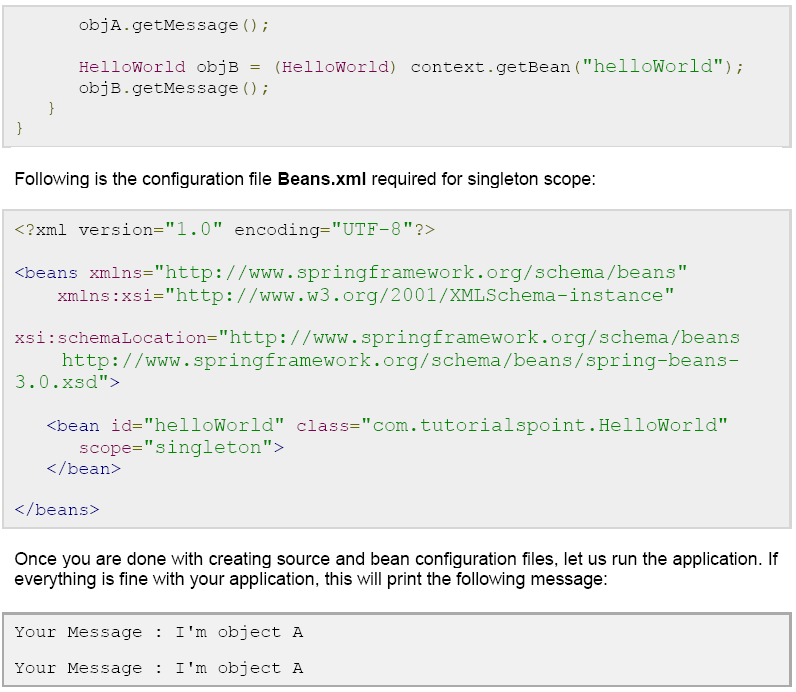 objA.getMessage();
HelloWorld objB = (HelloWorld) context.getBean("helloWorld");
objB.getMessage();
}
}
Following is the configuration file Beans.xml required for singleton scope:
<?xml version="1.0" encoding="UTF-8"?>
<beans xmlns="http://www.springframework.org/schema/beans"
xmlns:xsi="http://www.w3.org/2001/XMLSchema-instance"
xsi:schemaLocation="http://www.springframework.org/schema/beans
http://www.springframework.org/schema/beans/spring-beans-
3.0.xsd">
<bean id="helloWorld" class="com.tutorialspoint.HelloWorld"
scope="singleton">
</bean>
</beans>
Once you are done with creating source and bean configuration files, let us run the application. If
everything is fine with your application, this will print the following message:
Your Message : I'm object A
Your Message : I'm object A